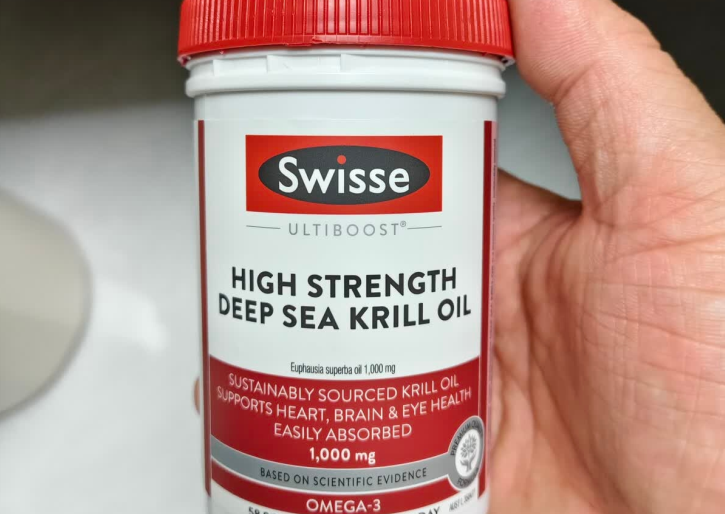 Swisse
ULTIBOOST®
HIGH STRENGTH
DEEP SEA KRILL OIL
Euphausia superba oil 1,000 mg
SUSTAINABLY SOURCED KRILL OIL
SUPPORTS HEART, BRAIN & EYE HEALTH
EASILY ABSORBED
1,000 mg
PREMIUM
BASED ON SCIENTIFIC EVIDENCE
OMEGA-3